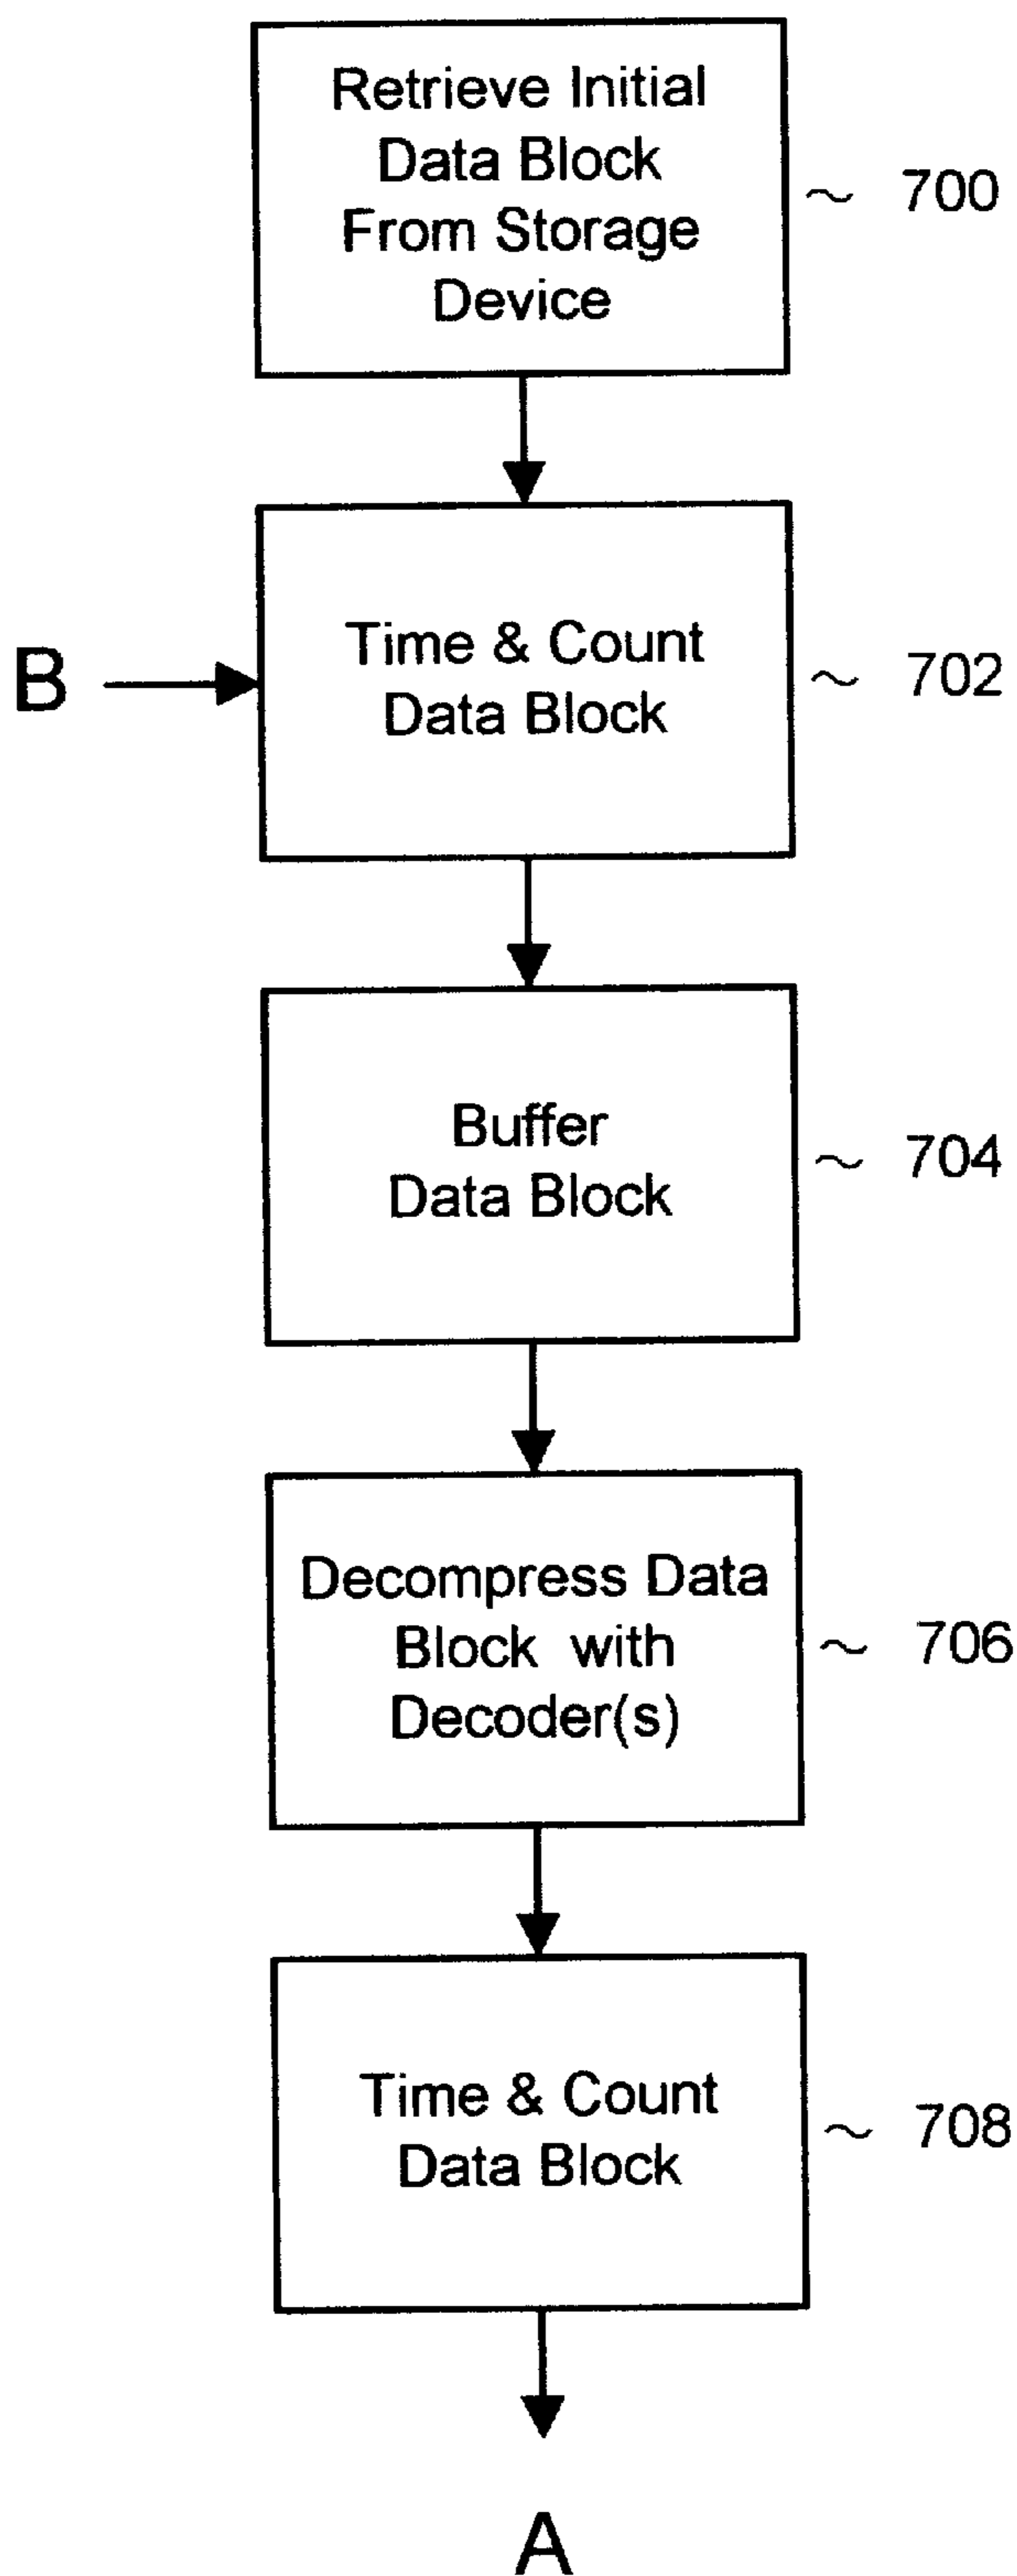 Retrieve Initial
Data Block
From Storage
Device
~ 700
B
Time & Count
Data Block
~ 702
Buffer
Data Block
~ 704
Decompress Data
Block with
Decoder(s)
~ 706
Time & Count
Data Block
~ 708
A